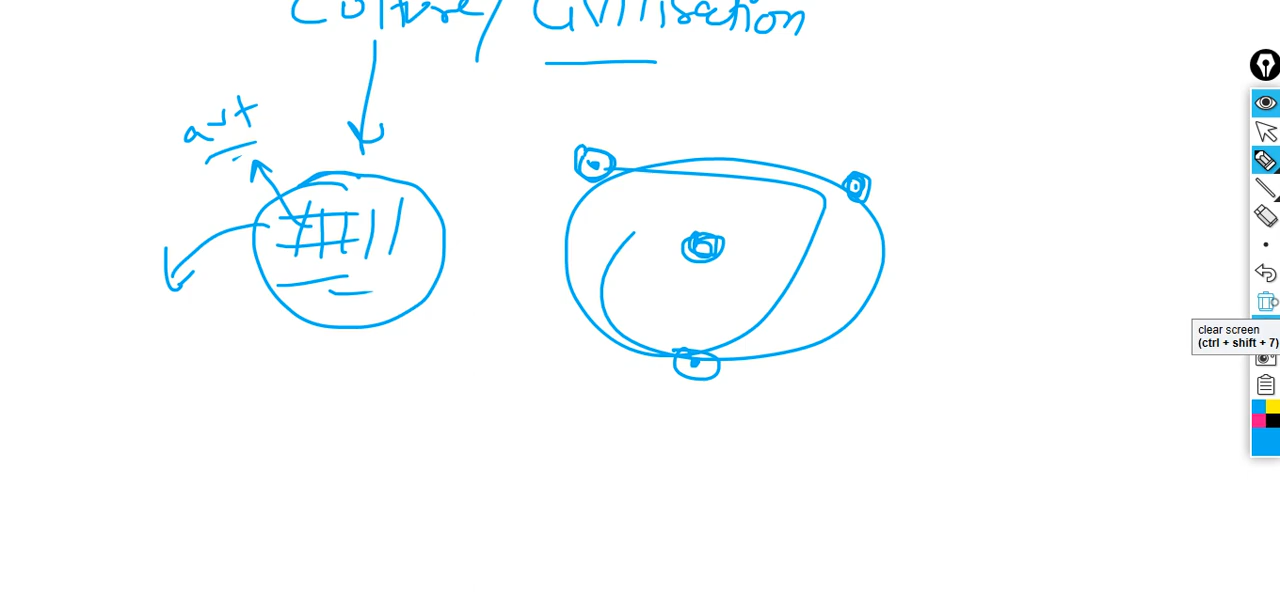 Culture/ Civilisation
art
clear screen
(ctrl + shift + 7)